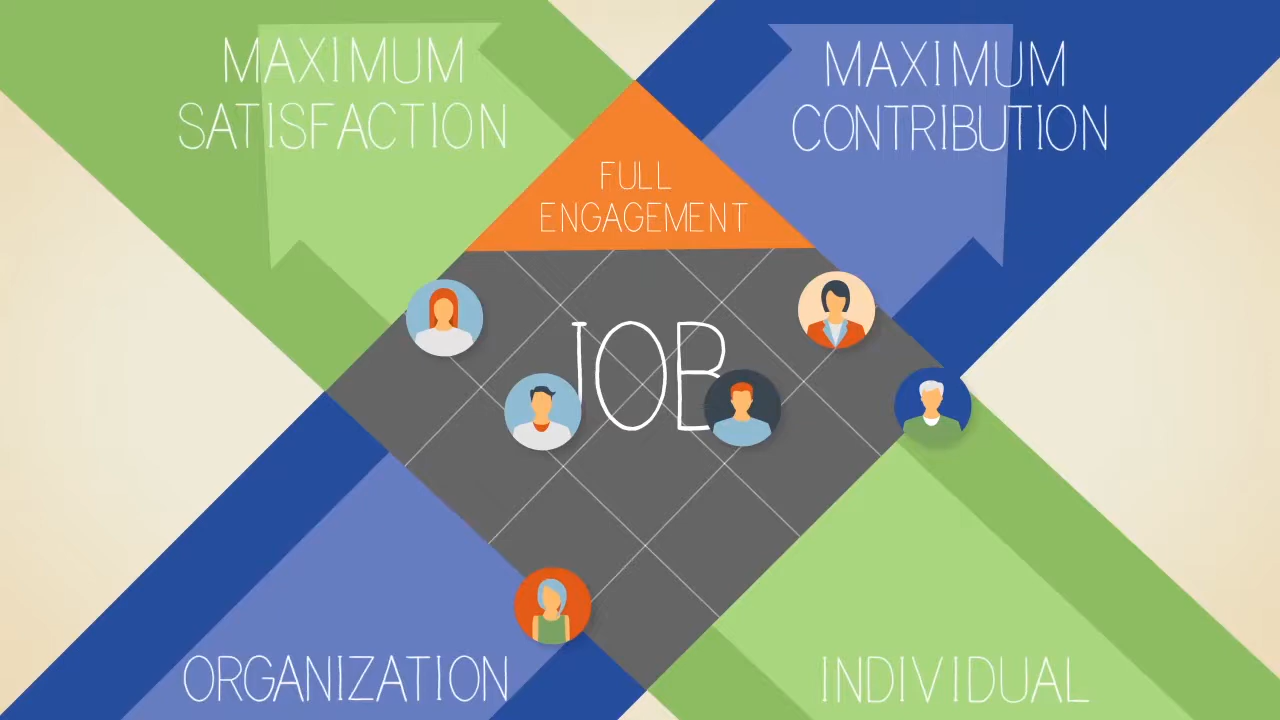 MAXIMUM
SATISFACTION
MAXIMUM
CONTRIBUTION
FULL
ENGAGEMENT
JOB
ORGANIZATION
INDIVIDUAL